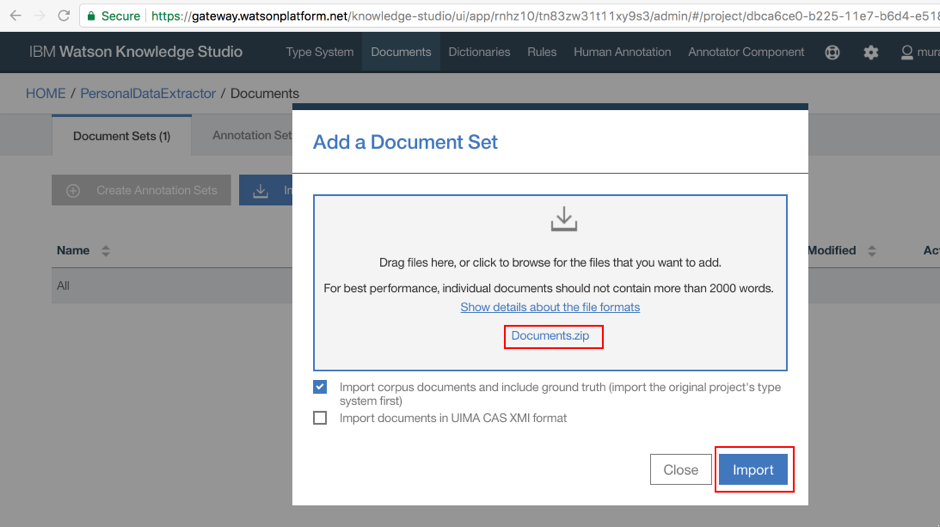 Secure https://gateway.watsonplatform.net/knowledge-studio/ui/app/rnhz10/tn83zw31t11xy9s3/admin/#/project/dbca6ce0-b225-11e7-b6d4-e518
IBM Watson Knowledge Studio Type System Documents Dictionaries Rules Human Annotation Annotator Component mura
HOME / PersonalDataExtractor / Documents
Document Sets (1) Annotation Set
Create Annotation Sets
Name Modified
All
Add a Document Set
Drag files here, or click to browse for the files that you want to add.
For best performance, individual documents should not contain more than 2000 words.
Show details about the file formats
Documents.zip
Import corpus documents and include ground truth (import the original project's type
system first)
Import documents in UIMA CAS XMI format
Close Import